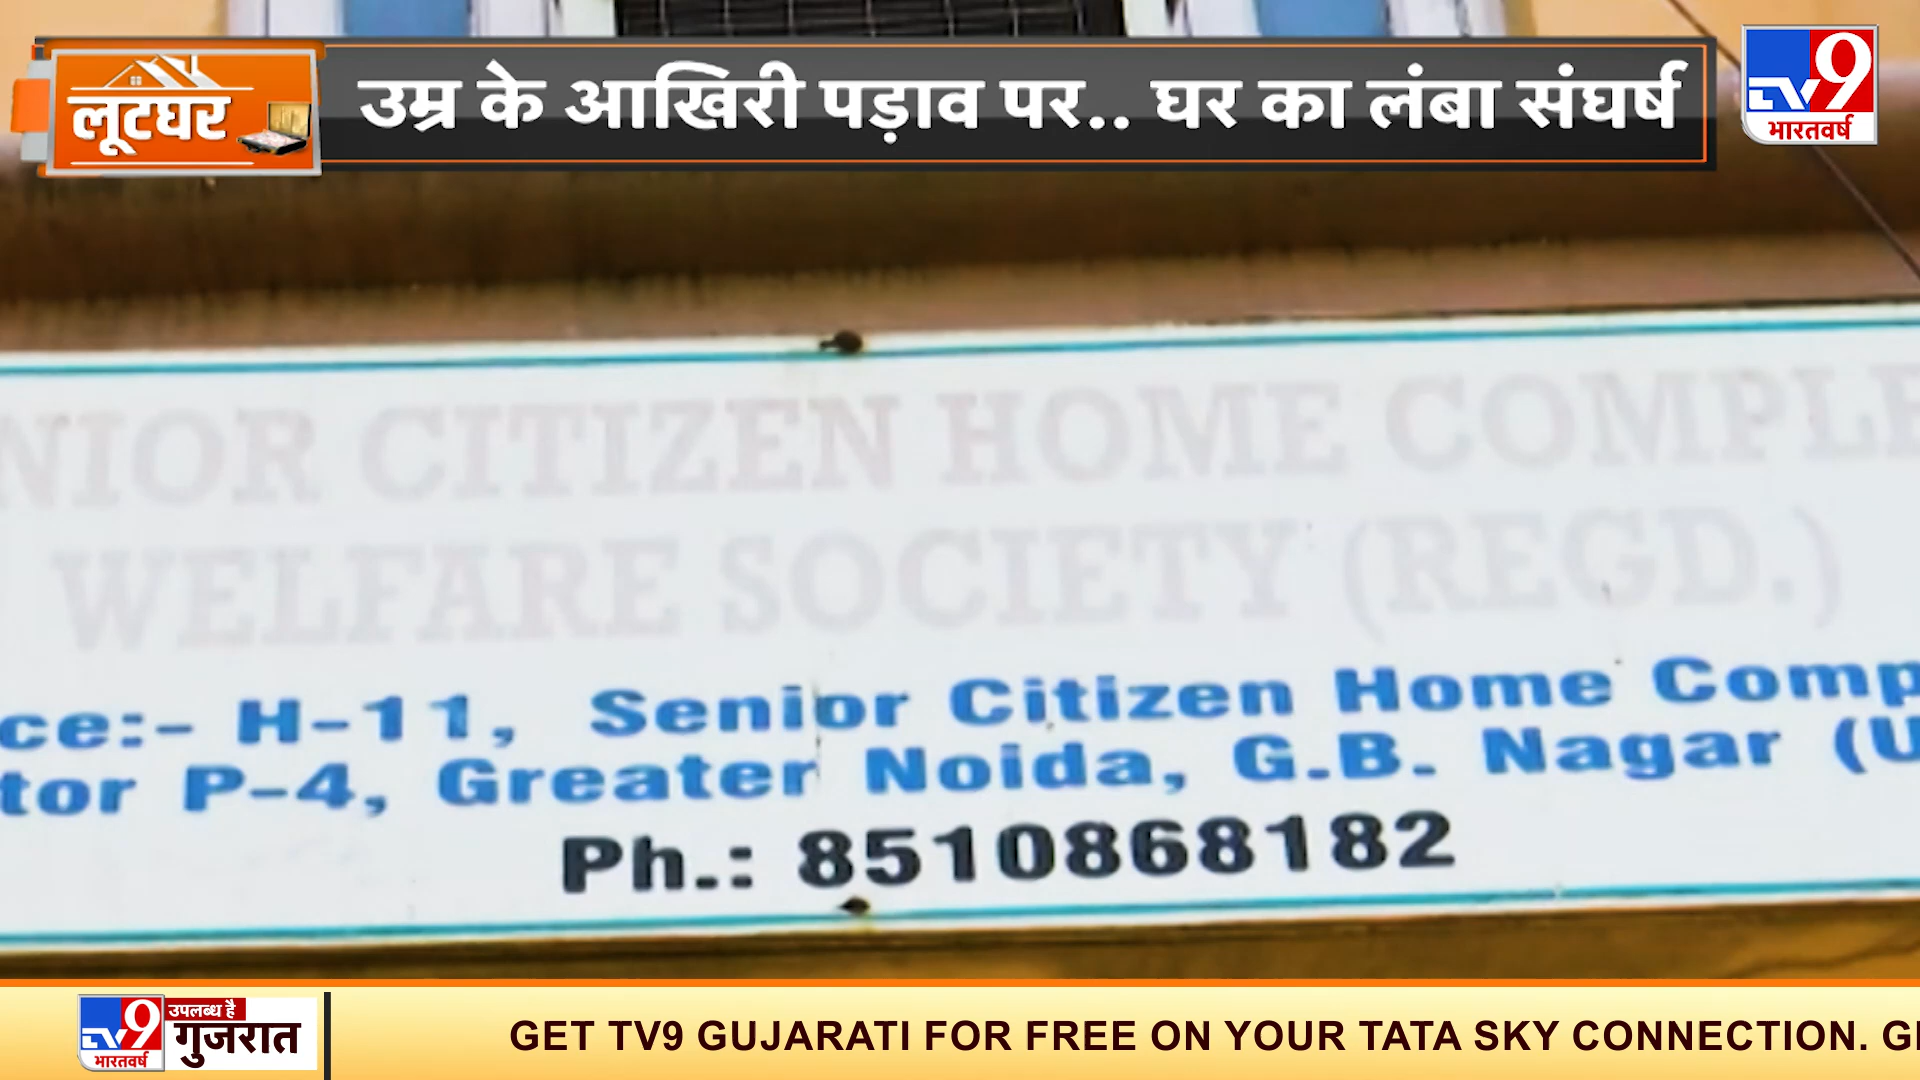 लूटघर
उम्र के आखिरी पड़ाव पर.. घर का लंबा संघर्ष
TV9
भारतवर्ष
NIOR CITIZEN HOME COMPLE
WELFARE SOCIETY (REGD.)
ce:- H-11, Senior Citizen Home Comp
tor P-4, Greater Noida, G.B. Nagar (U
Ph.: 8510868182
TV9
भारतवर्ष
उपलब्ध है
गुजरात
GET TV9 GUJARATI FOR FREE ON YOUR TATA SKY CONNECTION. GI